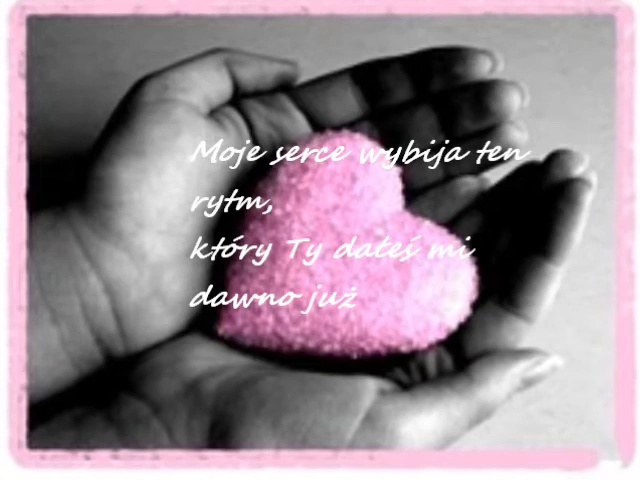 Moje serce wybija ten
rytm,
który Ty dałeś mi
dawno już